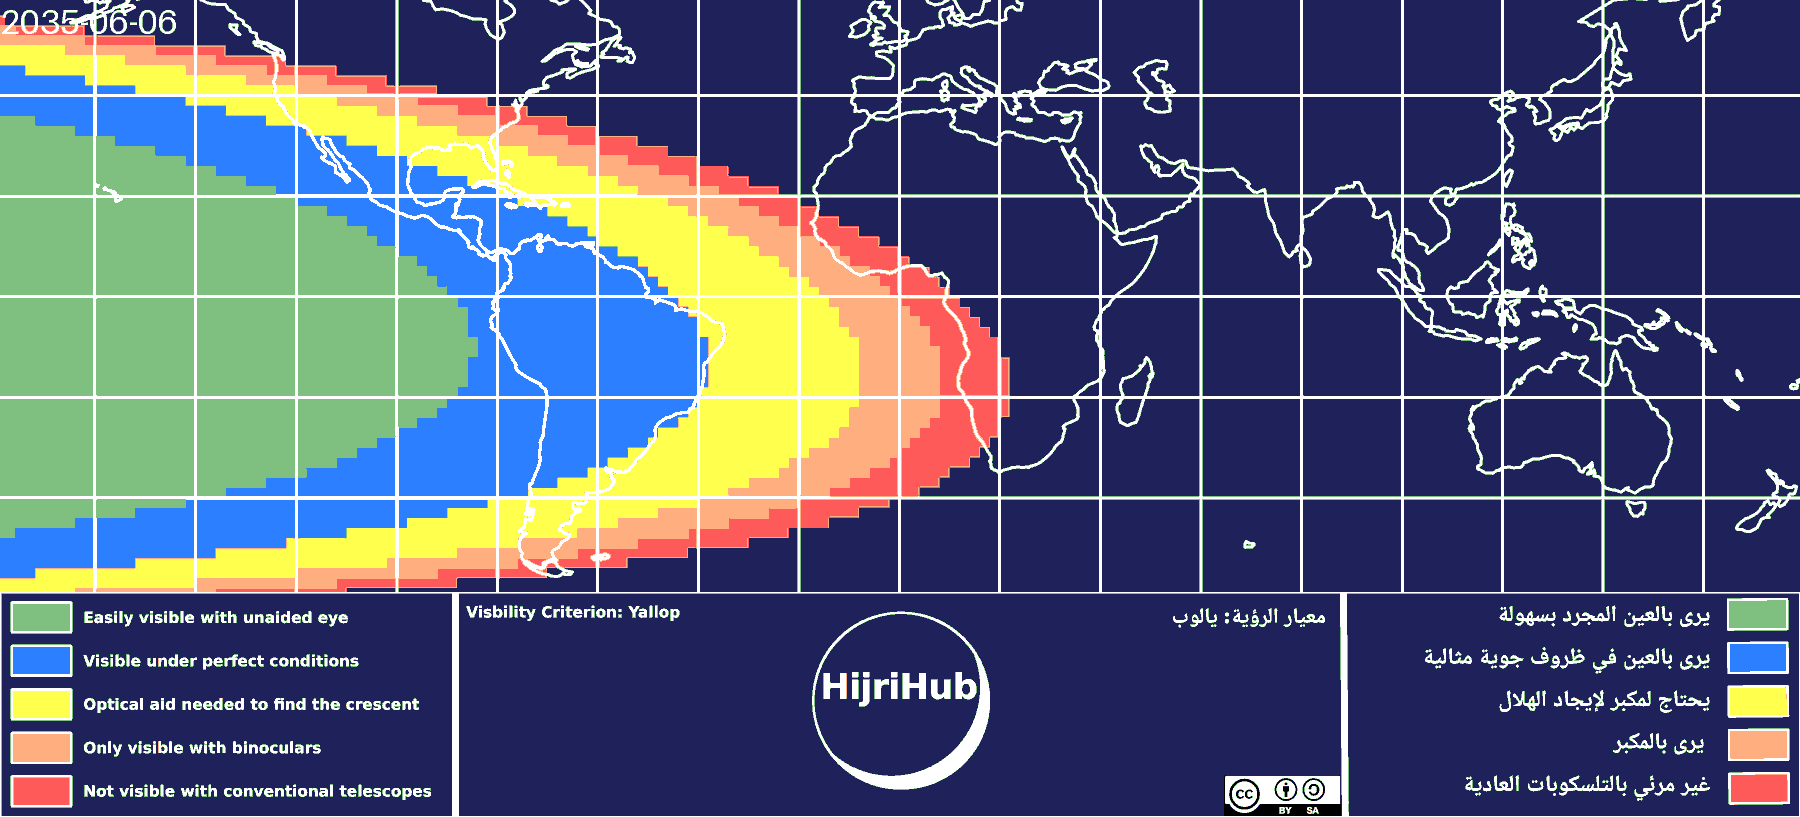 2035-06-06
Easily visible with unaided eye
Visible under perfect conditions
Optical aid needed to find the crescent
Only visible with binoculars
Not visible with conventional telescopes
Visbility Criterion: Yallop
معيار الرؤية: يالوب
HijriHub
cc
BY SA
يرى بالعين المجرد بسهولة
يرى بالعين في ظروف جوية مثالية
يحتاج لمكبر لإيجاد الهلال
يرى بالمكبر
غير مرئي بالتلسكوبات العادية